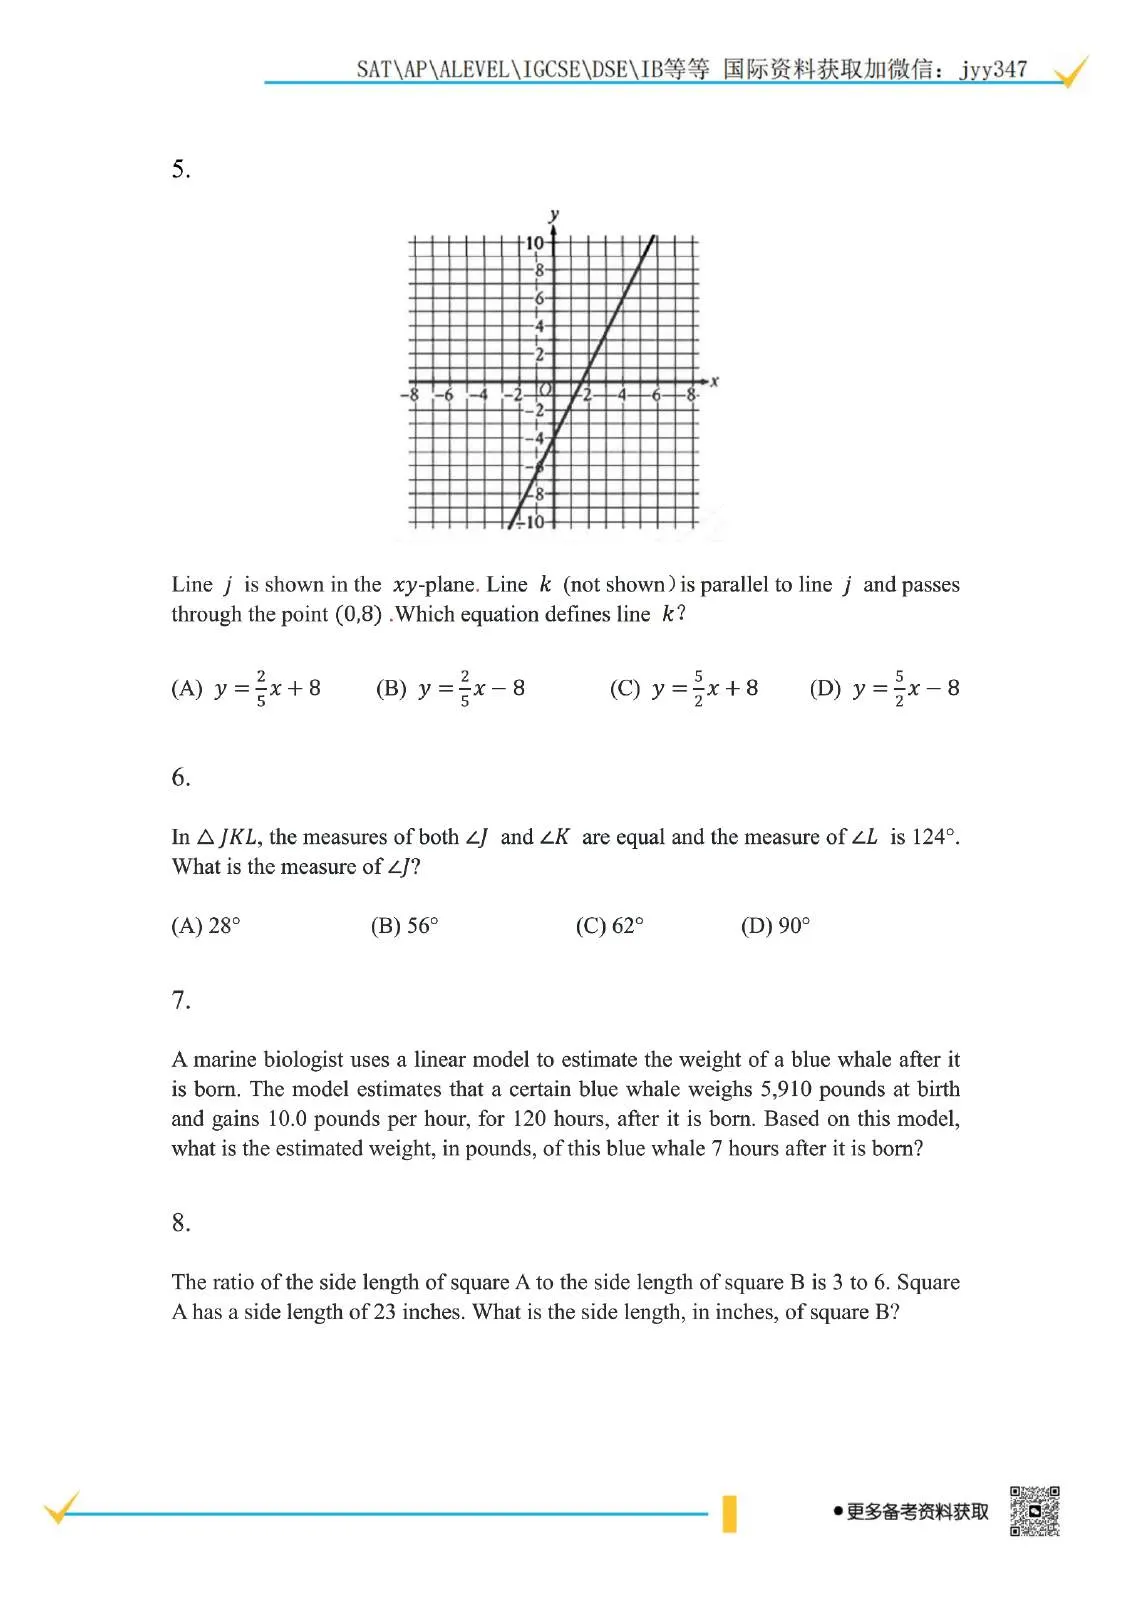 SAT\AP\ALEVEL\IGCSE\DSE\IB等等 国际资料获取加微信：jyy347
5.
y
10
8
6
4
2
x
-8 -6 -4 -2 O 2 4 6 8
-2
-4
-6
-8
-10
Line j is shown in the xy-plane. Line k (not shown) is parallel to line j and passes
through the point (0,8) .Which equation defines line k?
(A) y = 2/5 x + 8 (B) y = 2/5 x − 8 (C) y = 5/2 x + 8 (D) y = 5/2 x − 8
6.
In △ JKL, the measures of both ∠J and ∠K are equal and the measure of ∠L is 124°.
What is the measure of ∠J?
(A) 28° (B) 56° (C) 62° (D) 90°
7.
A marine biologist uses a linear model to estimate the weight of a blue whale after it
is born. The model estimates that a certain blue whale weighs 5,910 pounds at birth
and gains 10.0 pounds per hour, for 120 hours, after it is born. Based on this model,
what is the estimated weight, in pounds, of this blue whale 7 hours after it is born?
8.
The ratio of the side length of square A to the side length of square B is 3 to 6. Square
A has a side length of 23 inches. What is the side length, in inches, of square B?
●更多备考资料获取